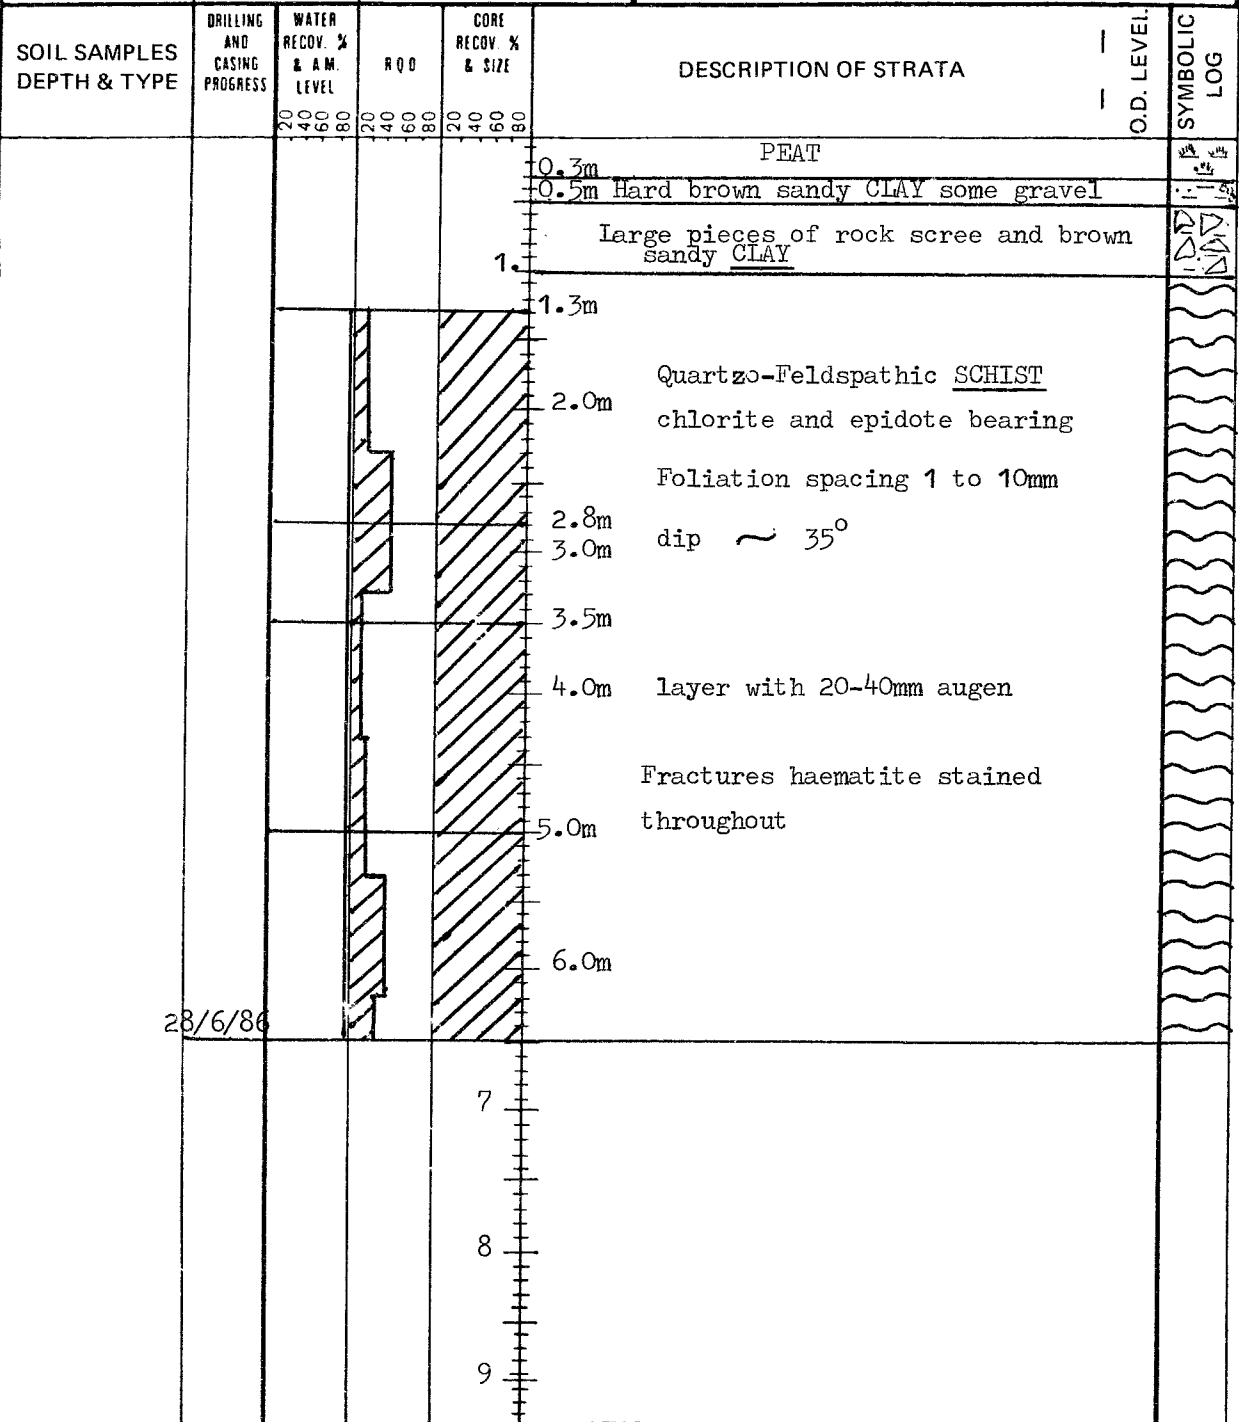 SOIL SAMPLES
DEPTH & TYPE
DRILLING
AND
CASING
PROGRESS
WATER
RECOV. %
& A.M.
LEVEL
20 40 60 80
RQD
20 40 60 80
CORE
RECOV. %
& SIZE
20 40 60 80
DESCRIPTION OF STRATA
O.D. LEVEL.
SYMBOLIC
LOG
PEAT
0.3m
0.5m Hard brown sandy CLAY some gravel
Large pieces of rock scree and brown
sandy CLAY
1.
1.3m
Quartzo-Feldspathic SCHIST
2.0m
chlorite and epidote bearing
Foliation spacing 1 to 10mm
2.8m
dip ~ 35°
3.0m
3.5m
4.0m layer with 20-40mm augen
Fractures haematite stained
5.0m throughout
6.0m
28/6/86
7
8
9